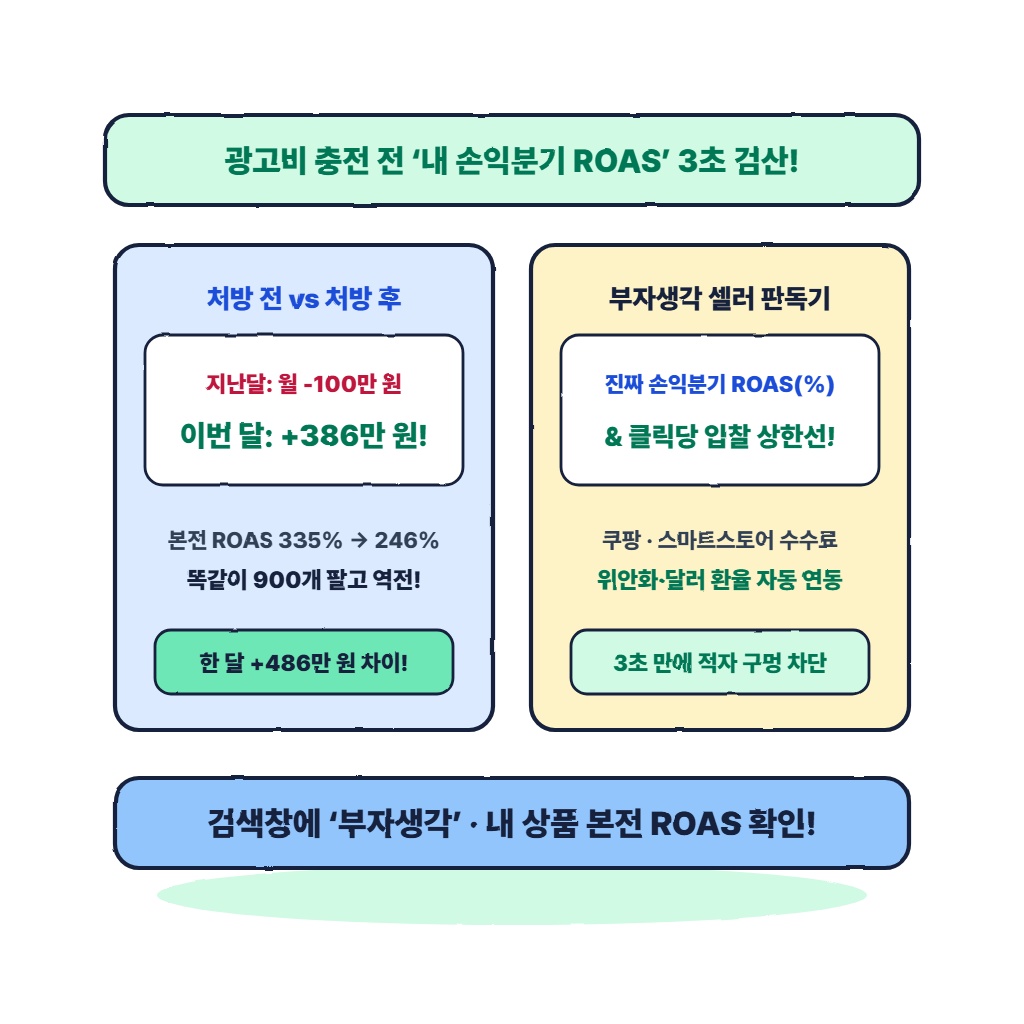 광고비 충전 전 ‘내 손익분기 ROAS’ 3초 검산!
처방 전 vs 처방 후
지난달: 월 -100만 원
이번 달: +386만 원!
본전 ROAS 335% → 246%
똑같이 900개 팔고 역전!
한 달 +486만 원 차이!
부자생각 셀러 판독기
진짜 손익분기 ROAS(%)
& 클릭당 입찰 상한선!
쿠팡 · 스마트스토어 수수료
위안화·달러 환율 자동 연동
3초 만에 적자 구멍 차단
검색창에 ‘부자생각’ · 내 상품 본전 ROAS 확인!